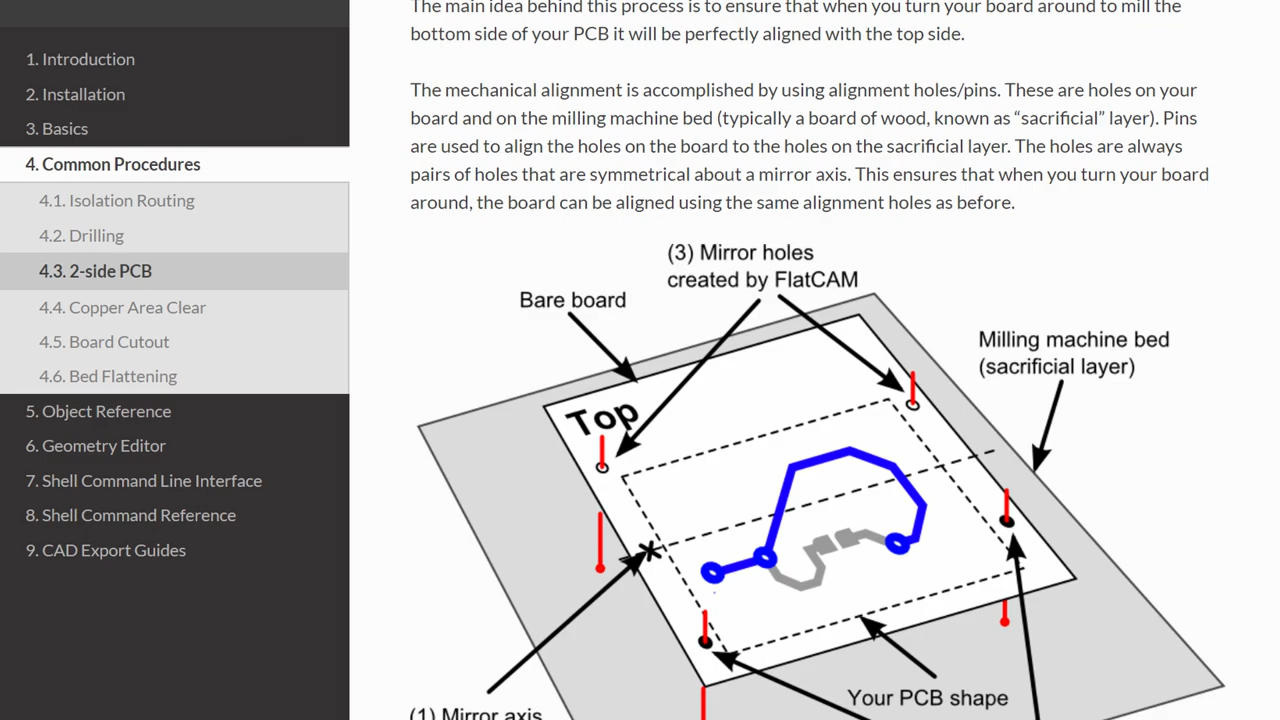 1. Introduction
2. Installation
3. Basics
4. Common Procedures
4.1. Isolation Routing
4.2. Drilling
4.3. 2-side PCB
4.4. Copper Area Clear
4.5. Board Cutout
4.6. Bed Flattening
5. Object Reference
6. Geometry Editor
7. Shell Command Line Interface
8. Shell Command Reference
9. CAD Export Guides
The main idea behind this process is to ensure that when you turn your board around to mill the
bottom side of your PCB it will be perfectly aligned with the top side.
The mechanical alignment is accomplished by using alignment holes/pins. These are holes on your
board and on the milling machine bed (typically a board of wood, known as “sacrificial” layer). Pins
are used to align the holes on the board to the holes on the sacrificial layer. The holes are always
pairs of holes that are symmetrical about a mirror axis. This ensures that when you turn your board
around, the board can be aligned using the same alignment holes as before.
(3) Mirror holes
created by FlatCAM
Bare board
Milling machine bed
(sacrificial layer)
Top
Your PCB shape
(1) Mirror axis